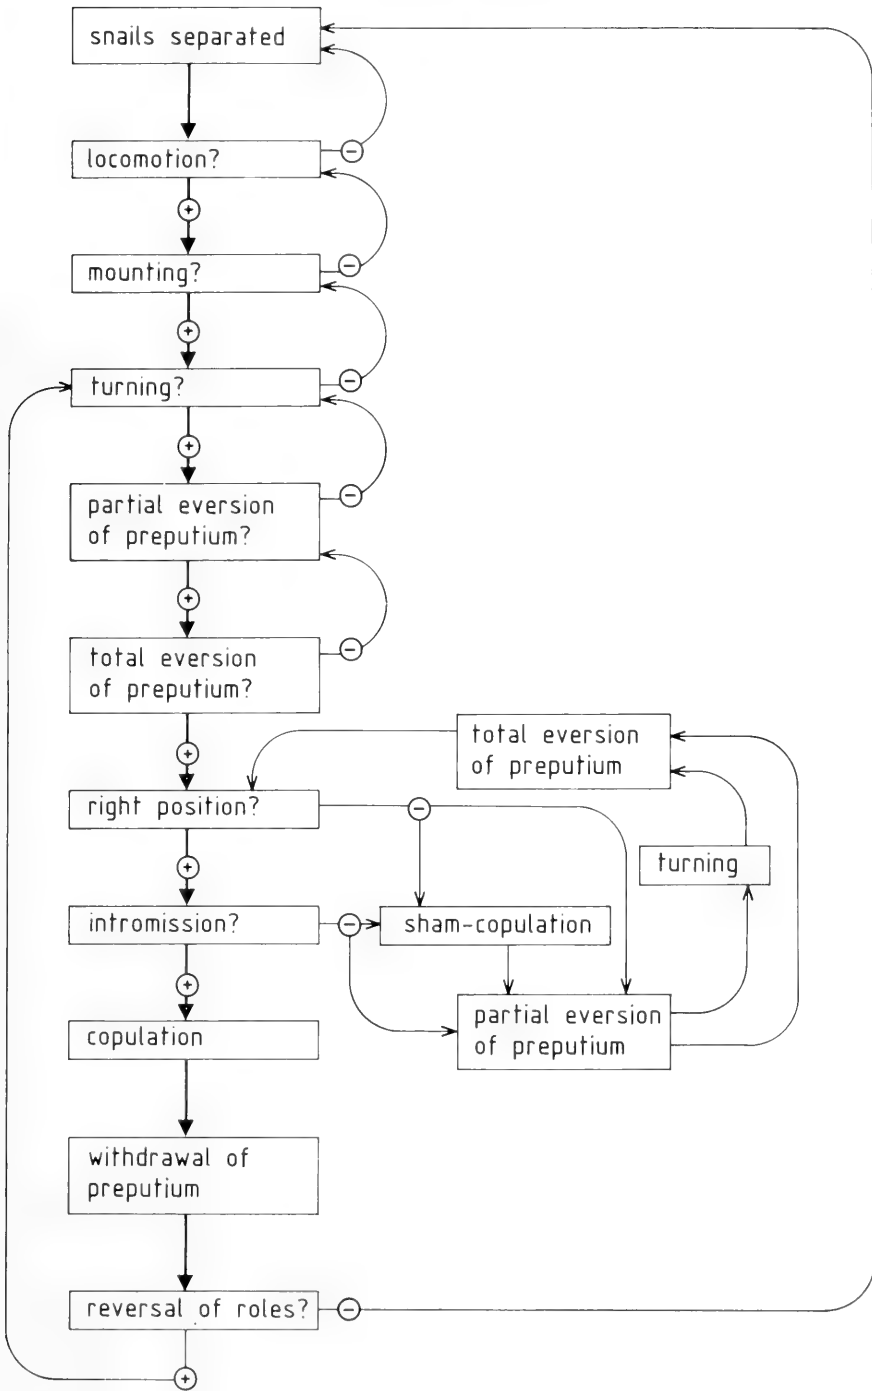 snails separated
locomotion?
−
+
mounting?
−
+
turning?
−
+
partial eversion
of preputium?
−
+
total eversion
of preputium?
−
+
total eversion
of preputium
right position?
−
+
turning
intromission?
−
sham-copulation
+
partial eversion
of preputium
copulation
withdrawal of
preputium
reversal of roles?
−
+